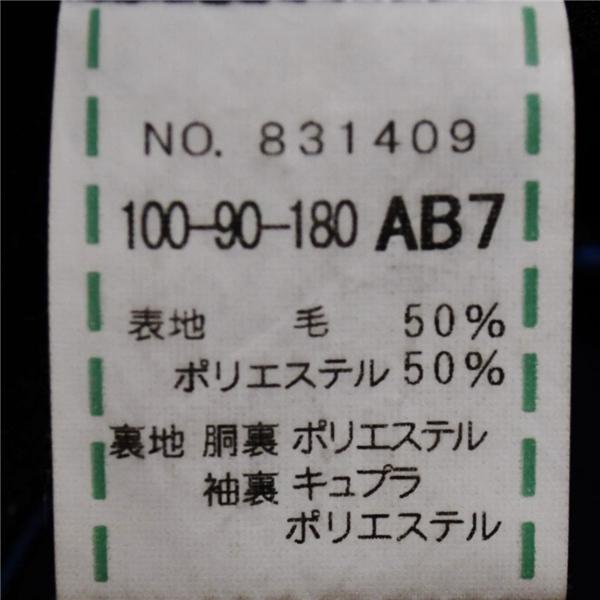 NO. 831409
100-90-180 AB7
表地 毛 50%
ポリエステル 50%
裏地 胴裏 ポリエステル
袖裏 キュプラ
ポリエステル